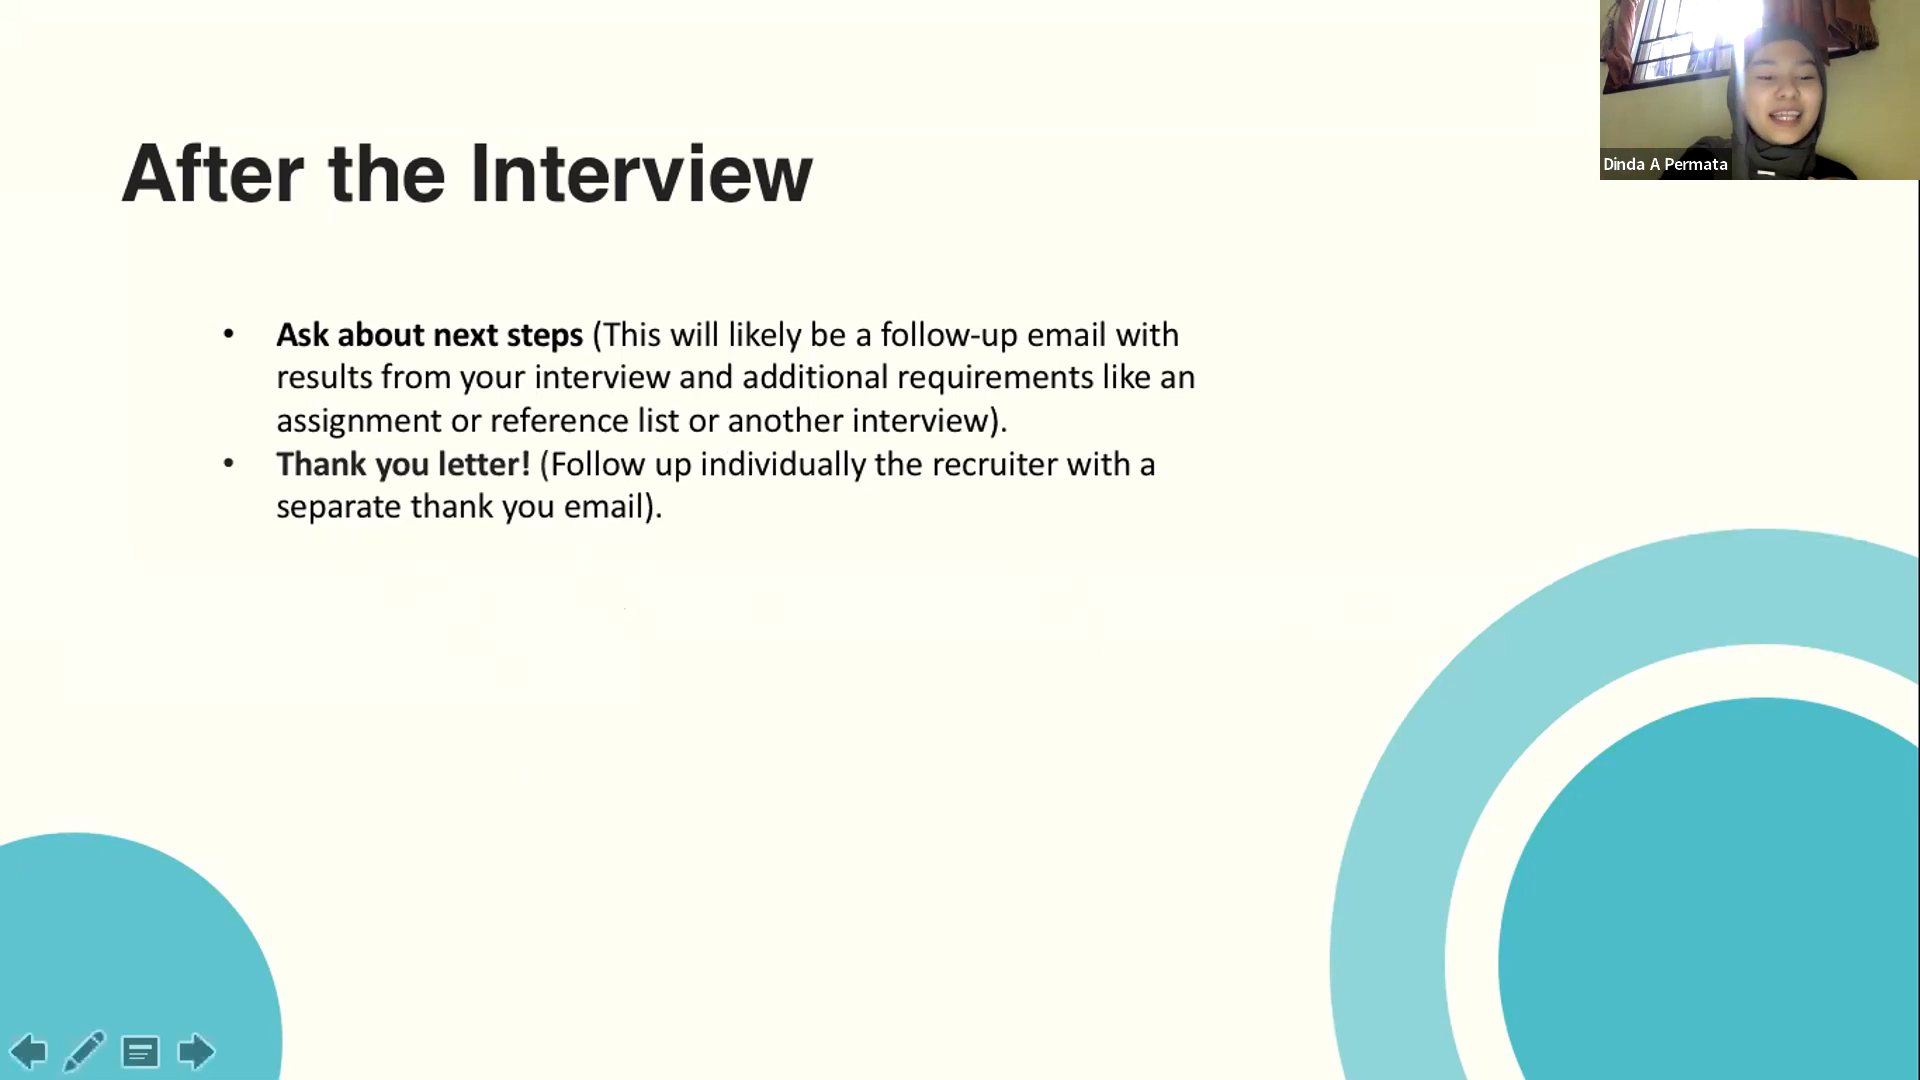 After the Interview
Dinda A Permata
• Ask about next steps (This will likely be a follow-up email with
results from your interview and additional requirements like an
assignment or reference list or another interview).
• Thank you letter! (Follow up individually the recruiter with a
separate thank you email).